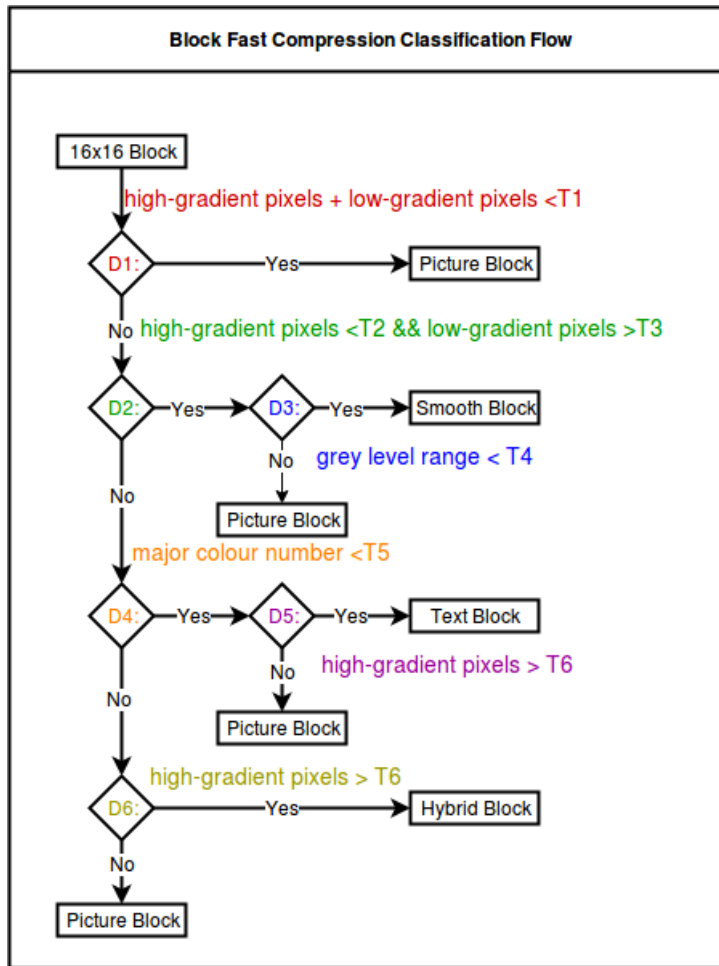 Block Fast Compression Classification Flow
16x16 Block
high-gradient pixels + low-gradient pixels <T1
D1:
Yes
Picture Block
No
high-gradient pixels <T2 && low-gradient pixels >T3
D2:
Yes
D3:
Yes
Smooth Block
No
grey level range < T4
No
Picture Block
major colour number <T5
D4:
Yes
D5:
Yes
Text Block
No
high-gradient pixels > T6
No
Picture Block
high-gradient pixels > T6
D6:
Yes
Hybrid Block
No
Picture Block